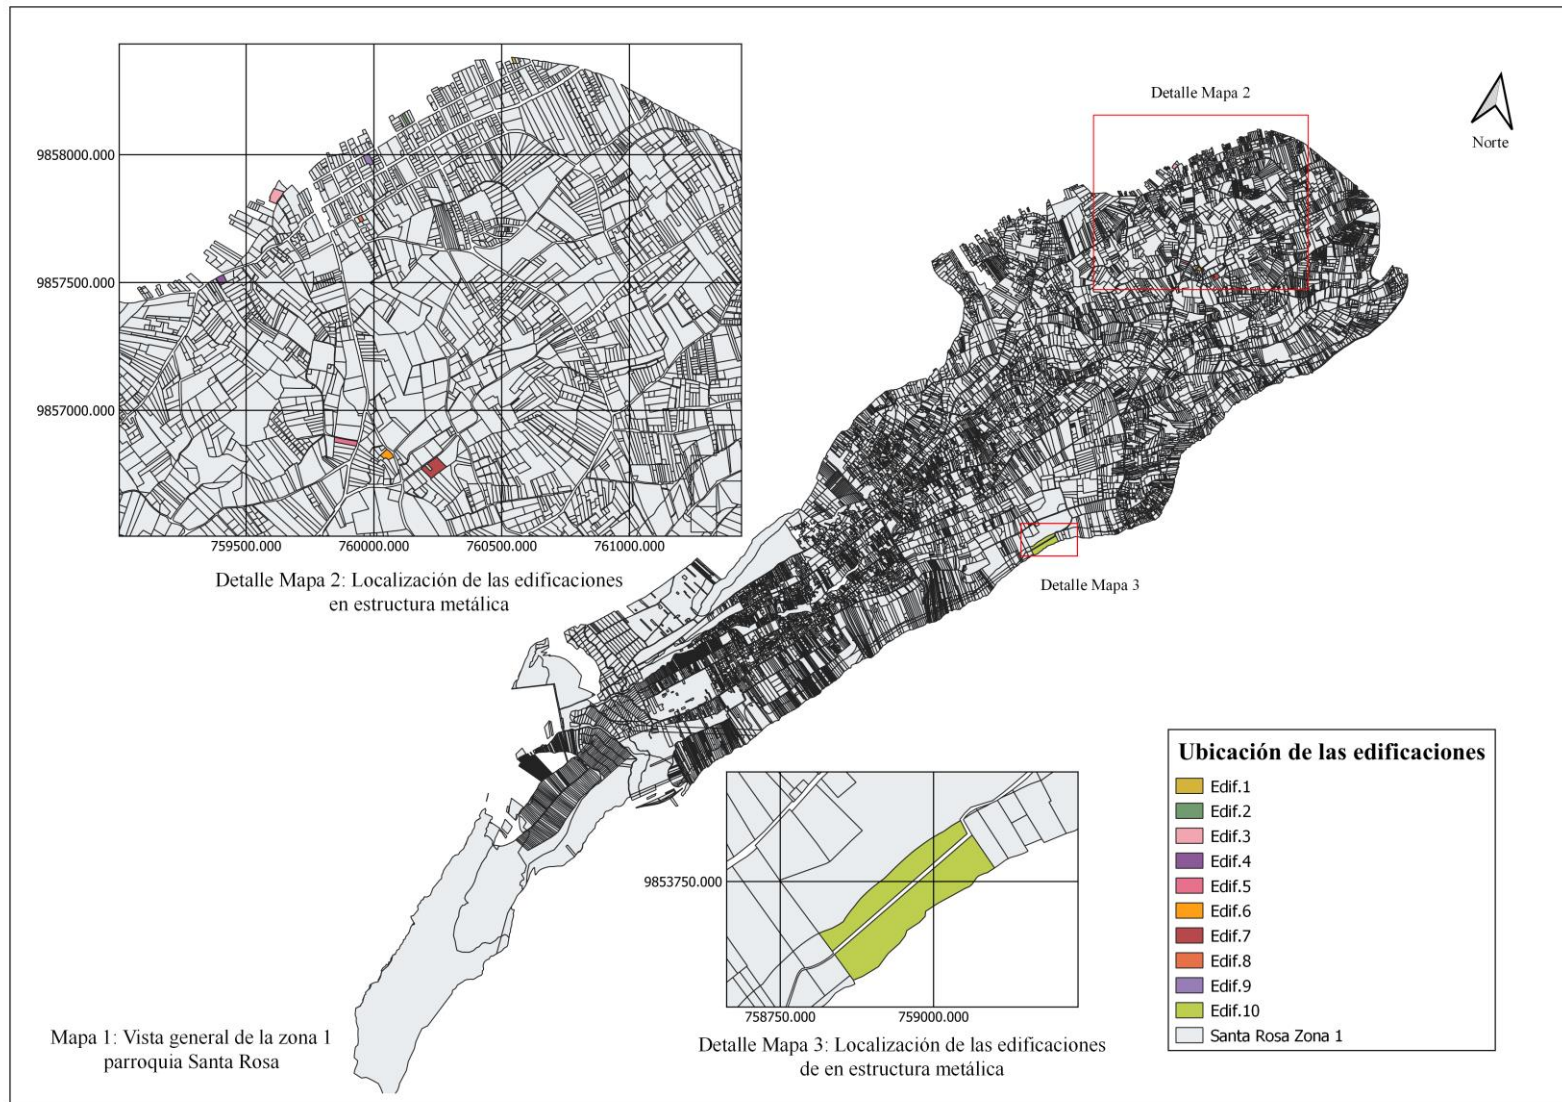 Detalle Mapa 2
Norte
9858000.000
9857500.000
9857000.000
759500.000 760000.000 760500.000 761000.000
Detalle Mapa 2: Localización de las edificaciones
en estructura metálica
Detalle Mapa 3
Ubicación de las edificaciones
Edif.1
Edif.2
Edif.3
Edif.4
Edif.5
Edif.6
Edif.7
Edif.8
Edif.9
Edif.10
Santa Rosa Zona 1
9853750.000
758750.000 759000.000
Detalle Mapa 3: Localización de las edificaciones
de en estructura metálica
Mapa 1: Vista general de la zona 1
parroquia Santa Rosa